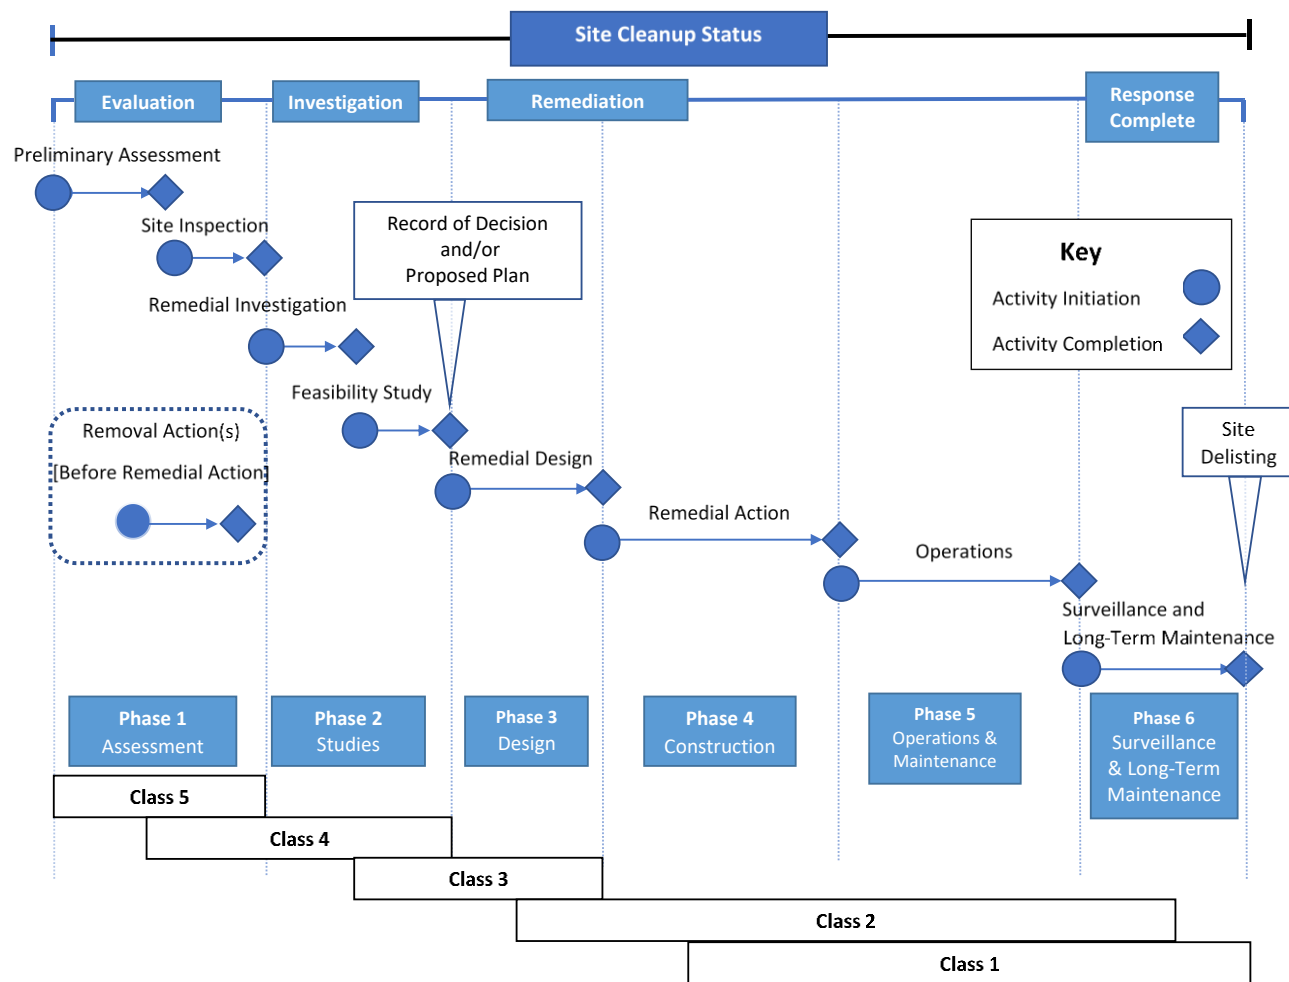 Site Cleanup Status
Evaluation
Investigation
Remediation
Response
Complete
Preliminary Assessment
Site Inspection
Record of Decision
and/or
Proposed Plan
Key
Activity Initiation
Activity Completion
Remedial Investigation
Feasibility Study
Removal Action(s)
[Before Remedial Action]
Remedial Design
Site
Delisting
Remedial Action
Operations
Surveillance and
Long-Term Maintenance
Phase 1
Assessment
Phase 2
Studies
Phase 3
Design
Phase 4
Construction
Phase 5
Operations &
Maintenance
Phase 6
Surveillance
& Long-Term
Maintenance
Class 5
Class 4
Class 3
Class 2
Class 1